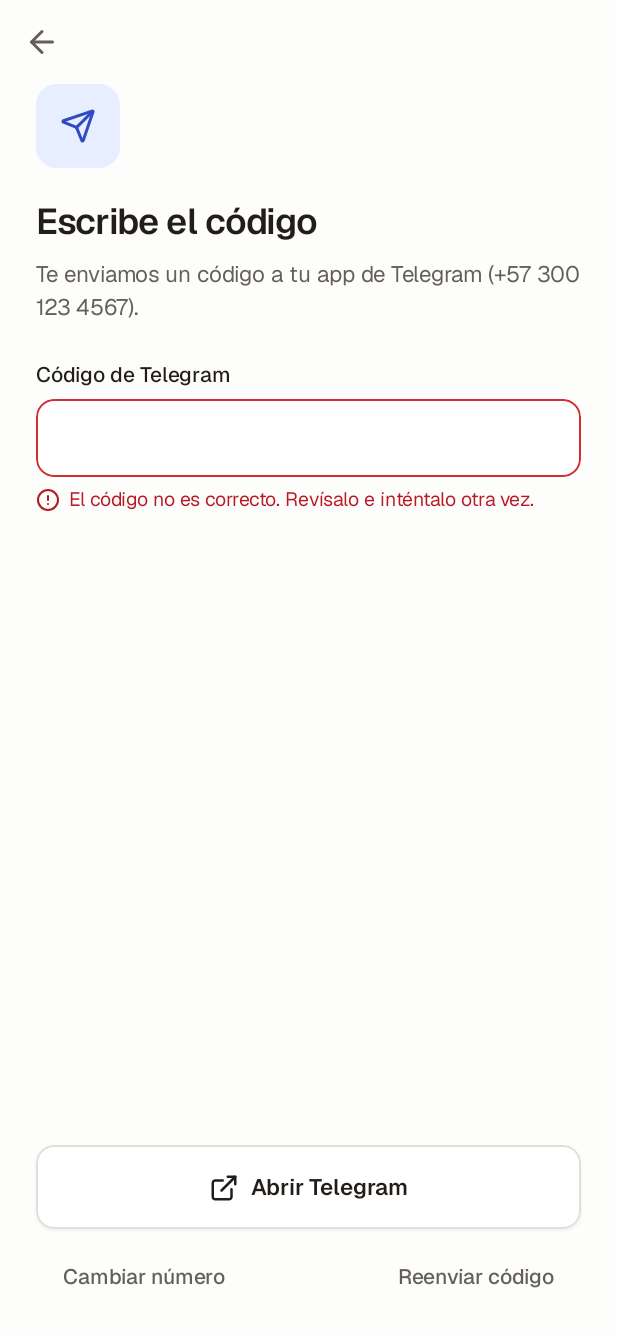 Escribe el código
Te enviamos un código a tu app de Telegram (+57 300
123 4567).
Código de Telegram
El código no es correcto. Revísalo e inténtalo otra vez.
Abrir Telegram
Cambiar número
Reenviar código